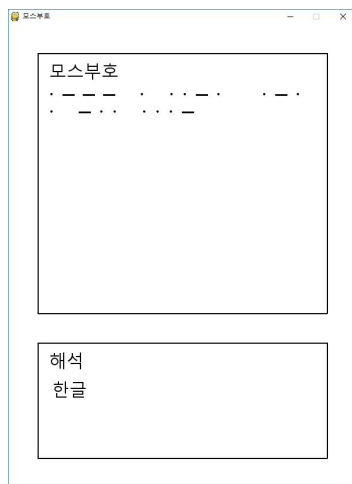 모스부호
모스부호
· − − −   ·   · · − ·     · − ·
·   − · ·   · · · −
해석
한글